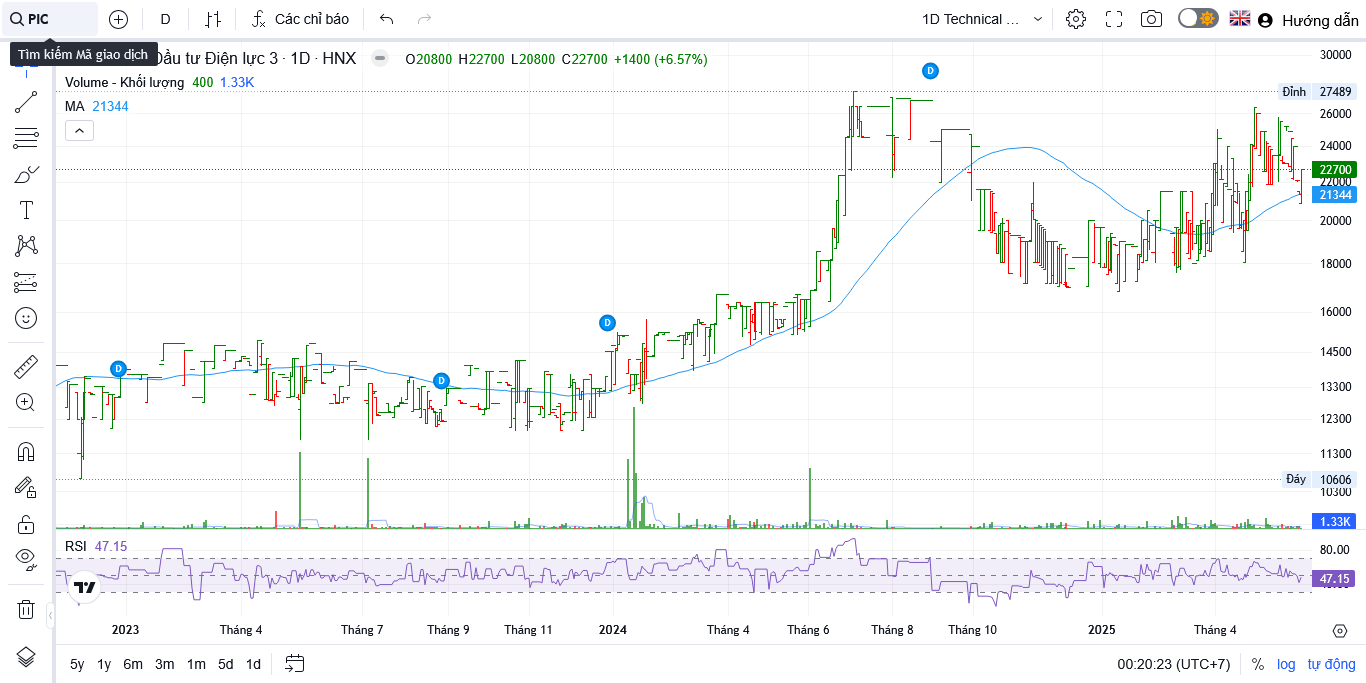 PIC
D
Các chỉ báo
1D Technical ...
Hướng dẫn
Tìm kiếm Mã giao dịch
Đầu tư Điện lực 3 · 1D · HNX
O20800 H22700 L20800 C22700 +1400 (+6.57%)
Volume - Khối lượng 400 1.33K
MA 21344
D
D
D
D
30000
Đỉnh 27489
26000
24000
22700
22000
21344
20000
18000
16000
14500
13300
12300
11300
Đáy 10606
10300
1.33K
RSI 47.15
80.00
47.15
2023
Tháng 4
Tháng 7
Tháng 9
Tháng 11
2024
Tháng 4
Tháng 6
Tháng 8
Tháng 10
2025
Tháng 4
5y 1y 6m 3m 1m 5d 1d
00:20:23 (UTC+7)
% log tự động